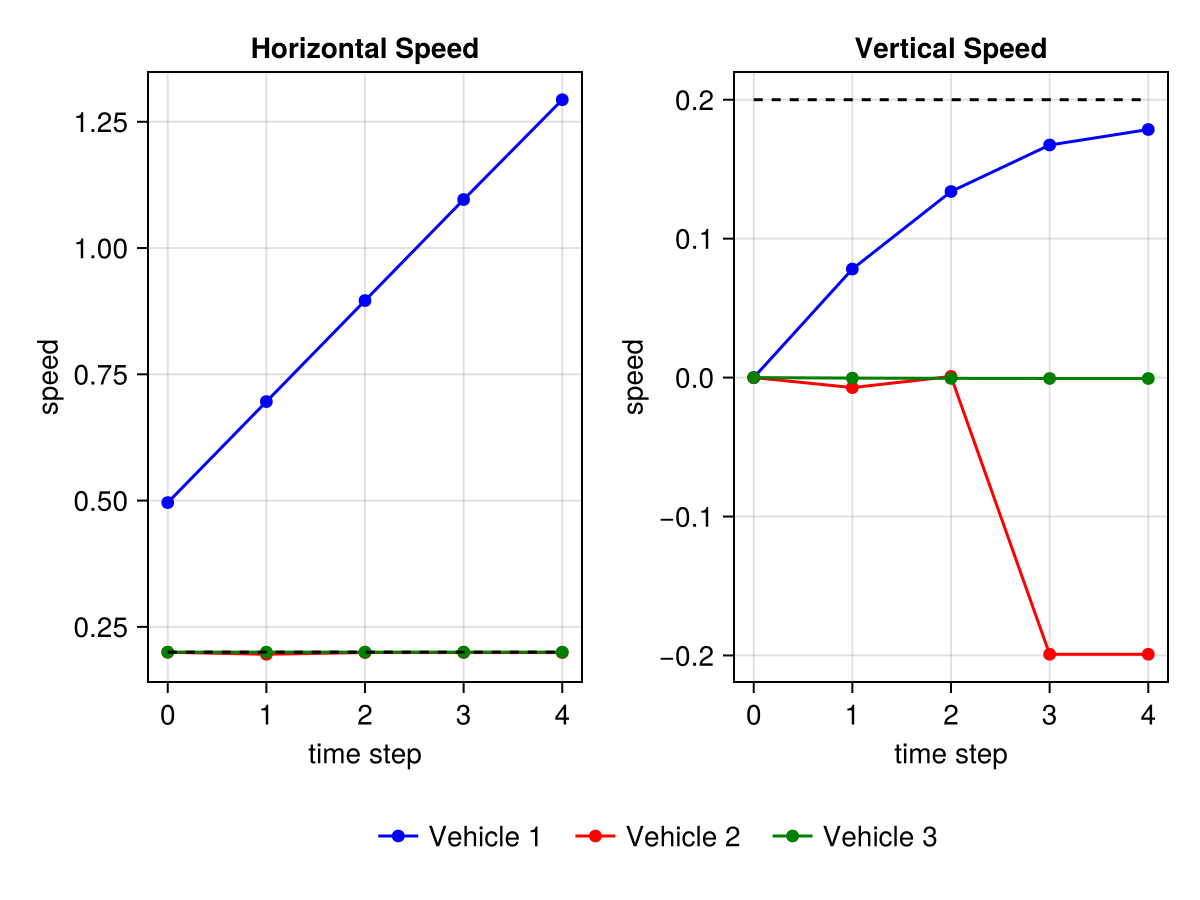 Horizontal Speed
Vertical Speed
speed
1.25
1.00
0.75
0.50
0.25
0 1 2 3 4
time step
speed
0.2
0.1
0.0
−0.1
−0.2
0 1 2 3 4
time step
Vehicle 1 Vehicle 2 Vehicle 3